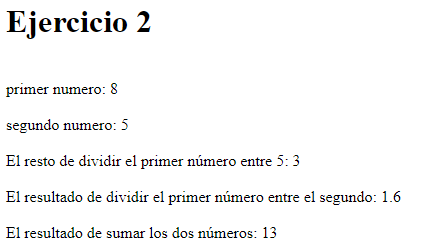 Ejercicio 2
primer numero: 8
segundo numero: 5
El resto de dividir el primer número entre 5: 3
El resultado de dividir el primer número entre el segundo: 1.6
El resultado de sumar los dos números: 13